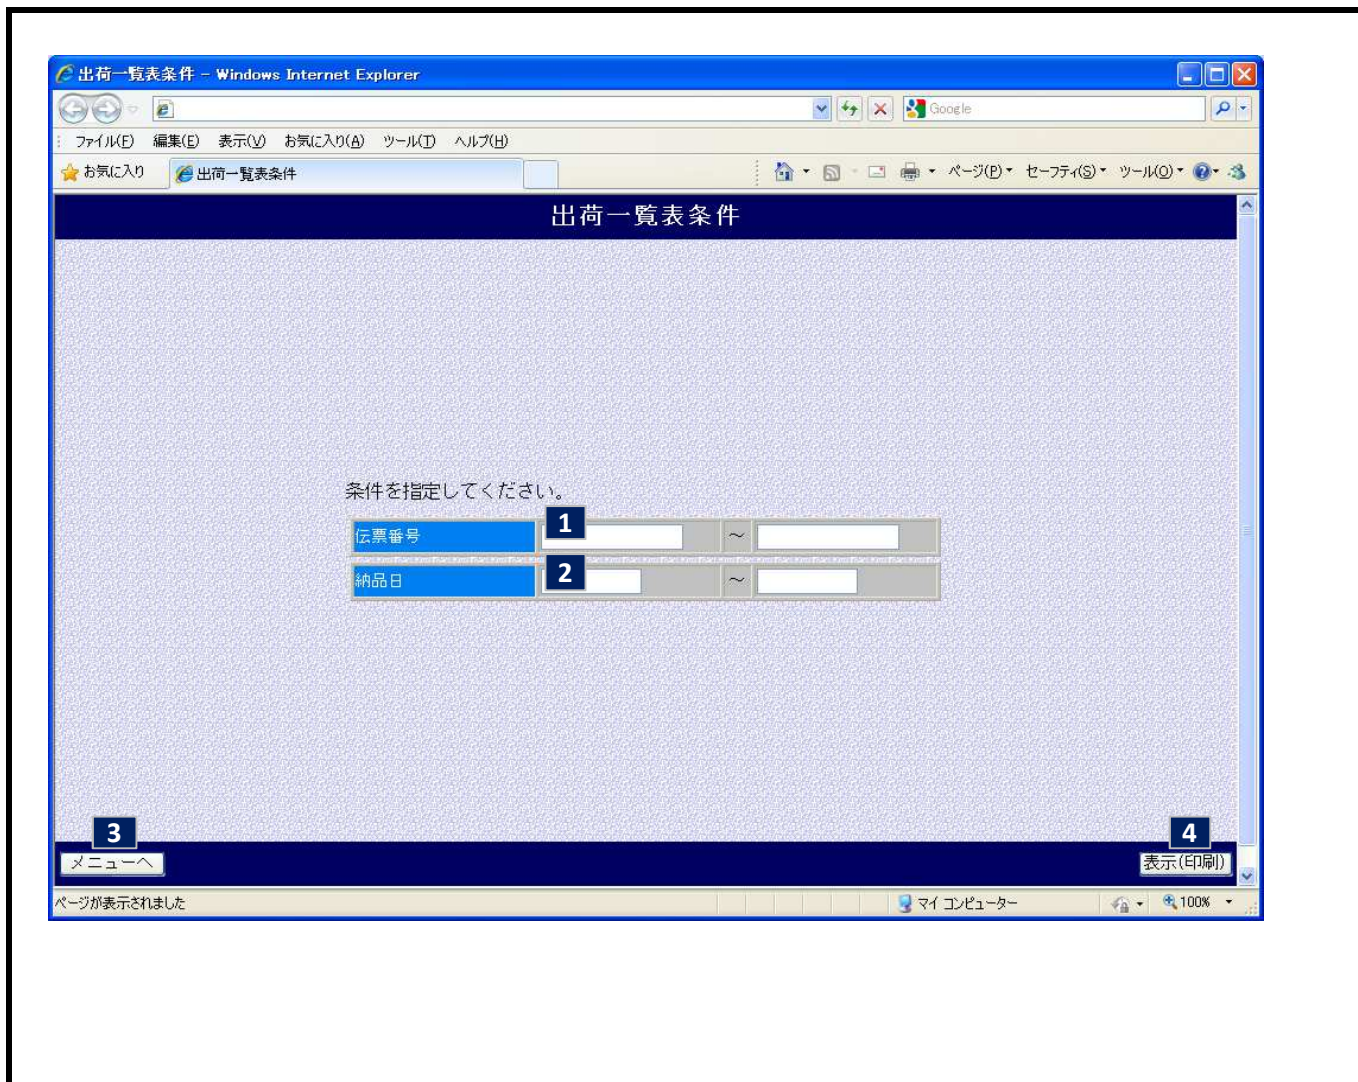 出荷一覧表条件 - Windows Internet Explorer
Google
ファイル(F) 編集(E) 表示(V) お気に入り(A) ツール(T) ヘルプ(H)
お気に入り 出荷一覧表条件 ページ(P) セーフティ(S) ツール(O)
出荷一覧表条件
条件を指定してください。
1
伝票番号 ～
2
納品日 ～
3 4
メニューへ 表示(印刷)
ページが表示されました マイ コンピューター 100%